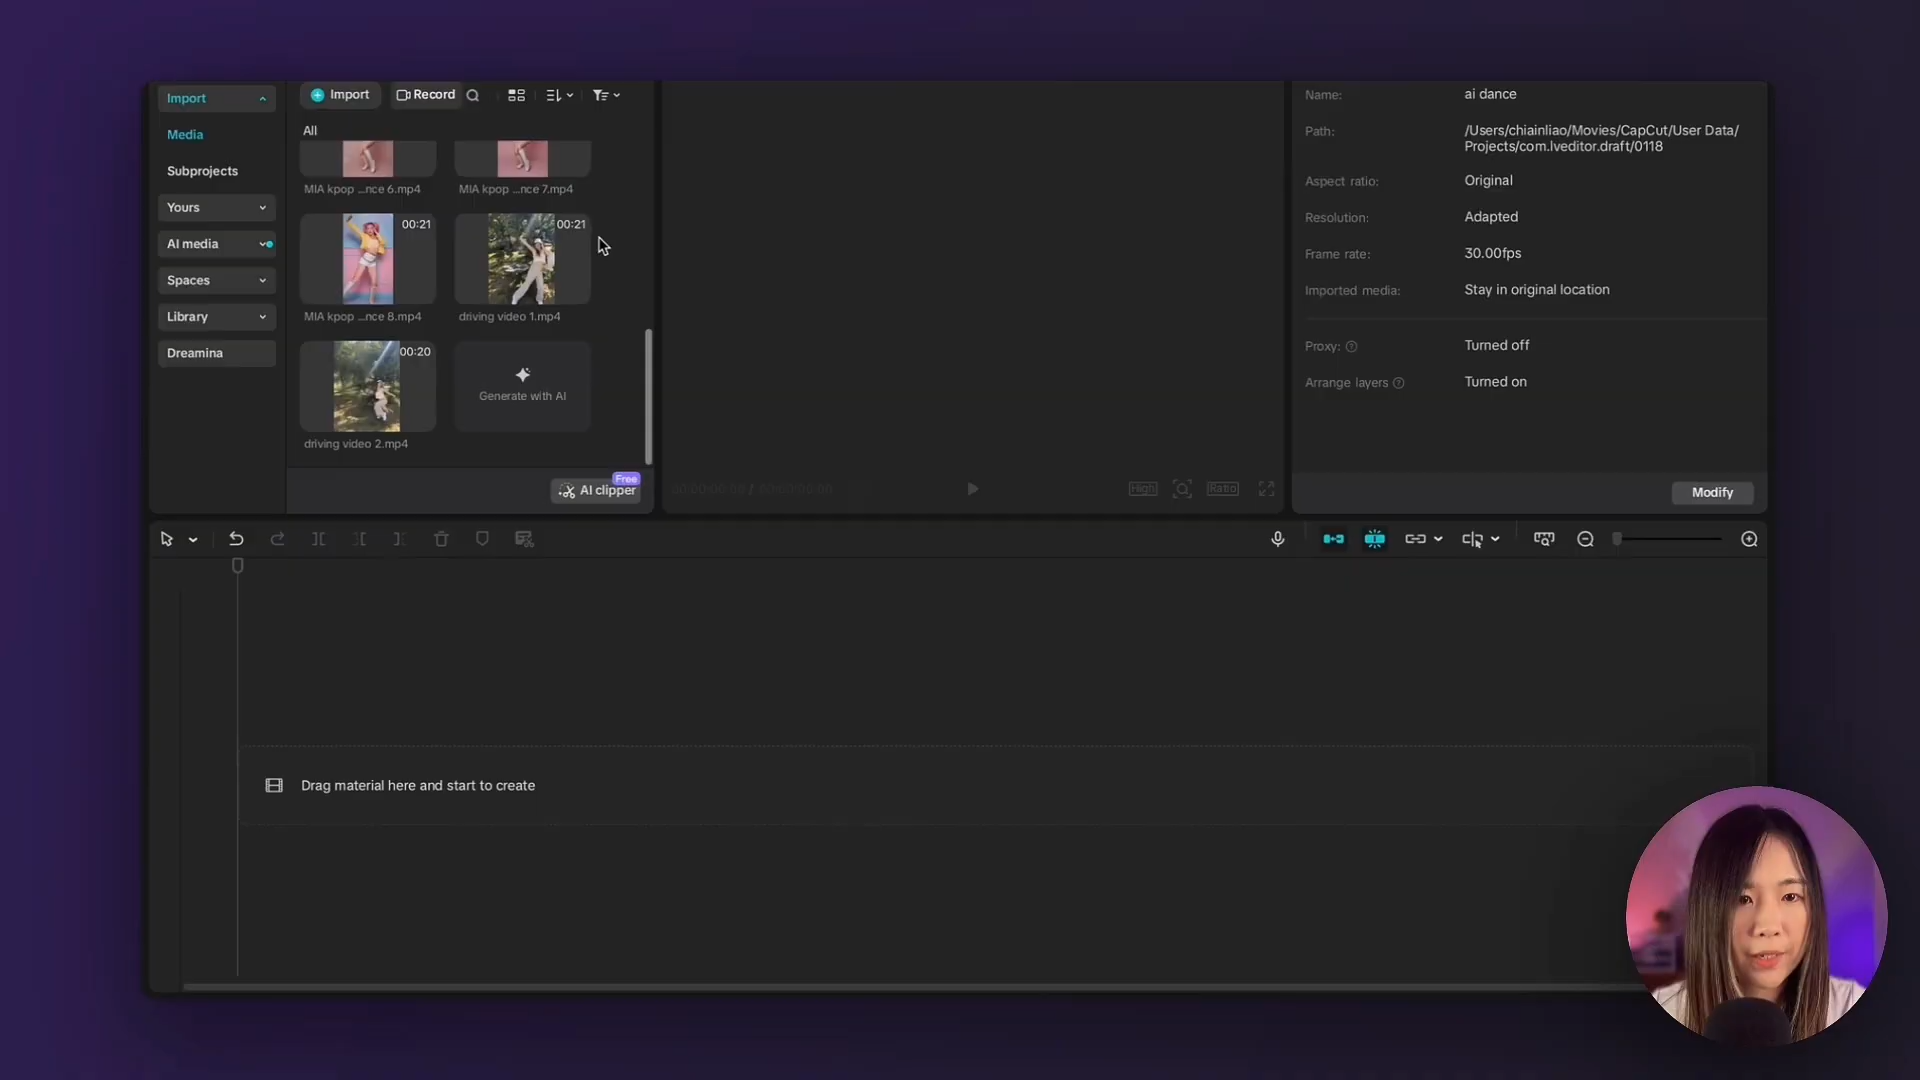 Import
Media
Subprojects
Yours
AI media
Spaces
Library
Dreamina
Import
Record
All
MIA kpop ...nce 6.mp4
MIA kpop ...nce 7.mp4
00:21
00:21
MIA kpop ...nce 8.mp4
driving video 1.mp4
00:20
Generate with AI
driving video 2.mp4
Free
AI clipper
High
Ratio
Name: ai dance
Path: /Users/chiainliao/Movies/CapCut/User Data/
Projects/com.lveditor.draft/0118
Aspect ratio: Original
Resolution: Adapted
Frame rate: 30.00fps
Imported media: Stay in original location
Proxy: Turned off
Arrange layers Turned on
Modify
Drag material here and start to create